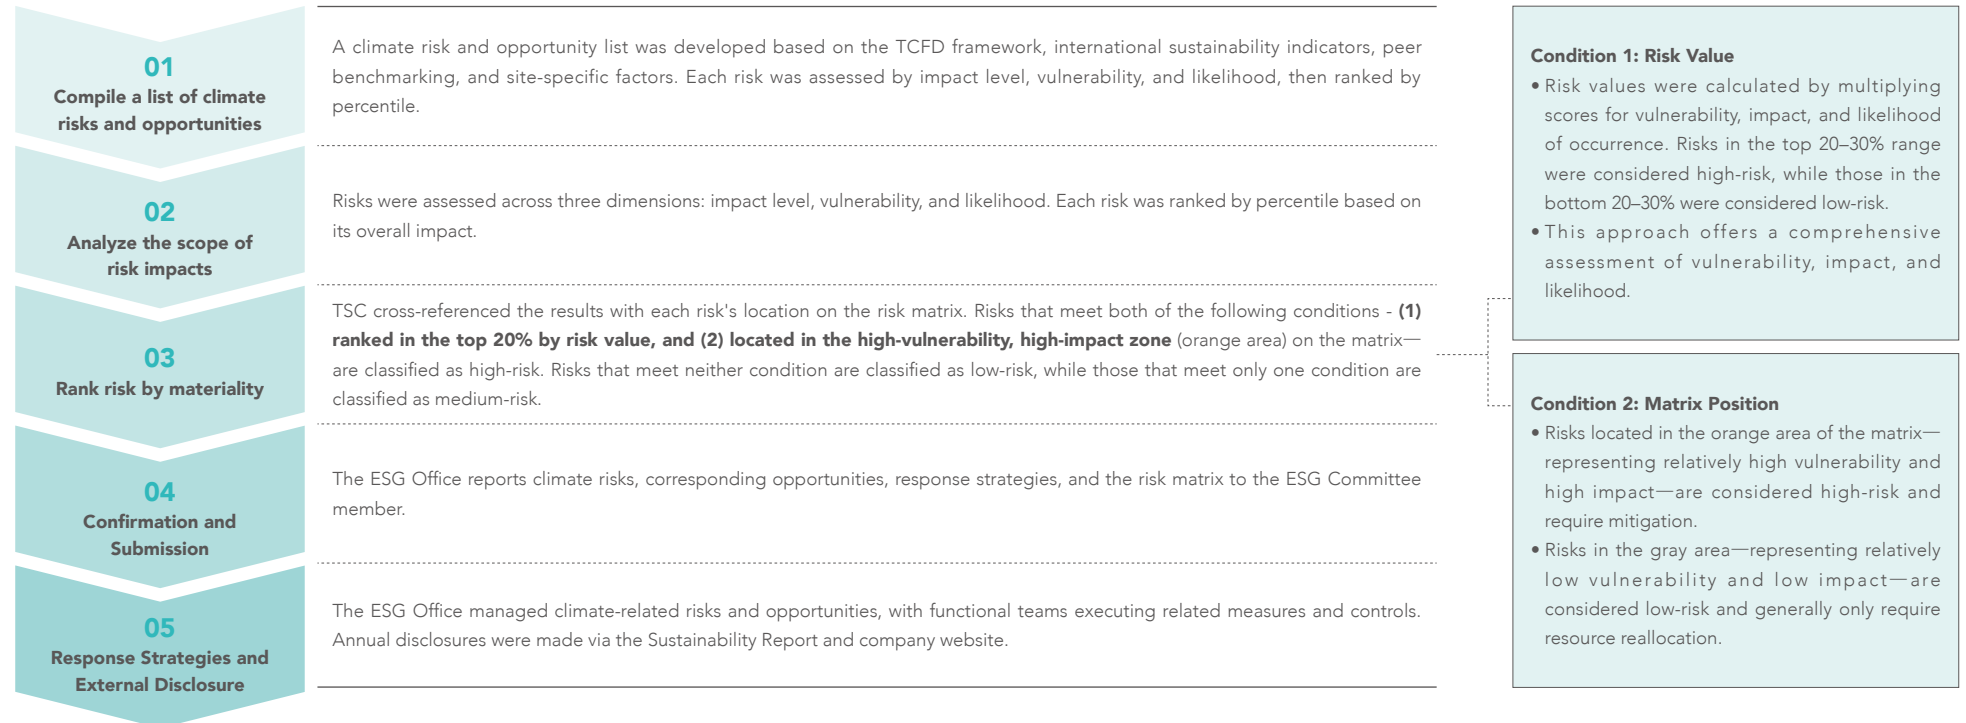 01
Compile a list of climate
risks and opportunities
A climate risk and opportunity list was developed based on the TCFD framework, international sustainability indicators, peer
benchmarking, and site-specific factors. Each risk was assessed by impact level, vulnerability, and likelihood, then ranked by
percentile.
02
Analyze the scope of
risk impacts
Risks were assessed across three dimensions: impact level, vulnerability, and likelihood. Each risk was ranked by percentile based on
its overall impact.
03
Rank risk by materiality
TSC cross-referenced the results with each risk's location on the risk matrix. Risks that meet both of the following conditions - (1)
ranked in the top 20% by risk value, and (2) located in the high-vulnerability, high-impact zone (orange area) on the matrix—
are classified as high-risk. Risks that meet neither condition are classified as low-risk, while those that meet only one condition are
classified as medium-risk.
04
Confirmation and
Submission
The ESG Office reports climate risks, corresponding opportunities, response strategies, and the risk matrix to the ESG Committee
member.
05
Response Strategies and
External Disclosure
The ESG Office managed climate-related risks and opportunities, with functional teams executing related measures and controls.
Annual disclosures were made via the Sustainability Report and company website.
Condition 1: Risk Value
• Risk values were calculated by multiplying
scores for vulnerability, impact, and likelihood
of occurrence. Risks in the top 20–30% range
were considered high-risk, while those in the
bottom 20–30% were considered low-risk.
• This approach offers a comprehensive
assessment of vulnerability, impact, and
likelihood.
Condition 2: Matrix Position
• Risks located in the orange area of the matrix—
representing relatively high vulnerability and
high impact—are considered high-risk and
require mitigation.
• Risks in the gray area—representing relatively
low vulnerability and low impact—are
considered low-risk and generally only require
resource reallocation.